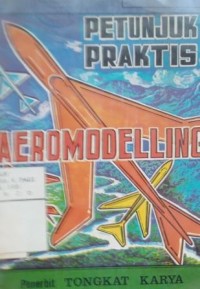 PETUNJUK
PRAKTIS
AEROMODELLING
Penerbit TONGKAT KARYA